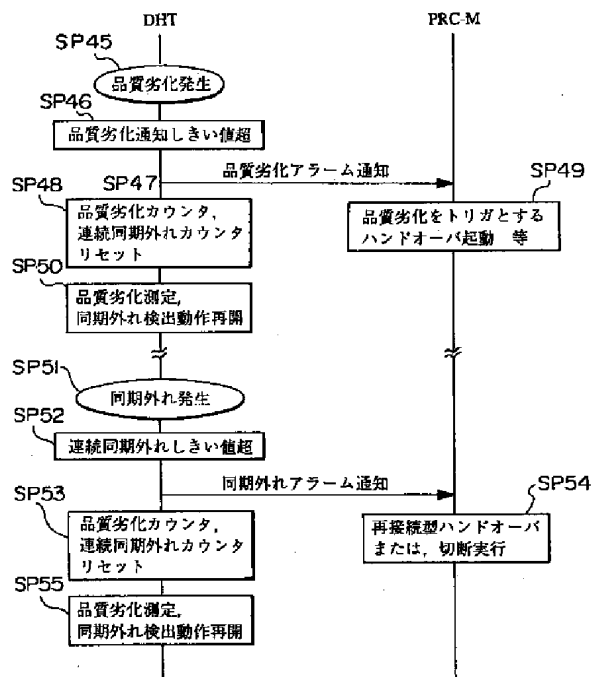 DHT
PRC-M
SP45
品質劣化発生
SP46
品質劣化通知しきい値超
品質劣化アラーム通知
SP47
SP48
品質劣化カウンタ,
連続同期外れカウンタ
リセット
SP49
品質劣化をトリガとする
ハンドオーバ起動 等
SP50
品質劣化測定,
同期外れ検出動作再開
SP51
同期外れ発生
SP52
連続同期外れしきい値超
同期外れアラーム通知
SP53
品質劣化カウンタ,
連続同期外れカウンタ
リセット
SP54
再接続型ハンドオーバ
または, 切断実行
SP55
品質劣化測定,
同期外れ検出動作再開